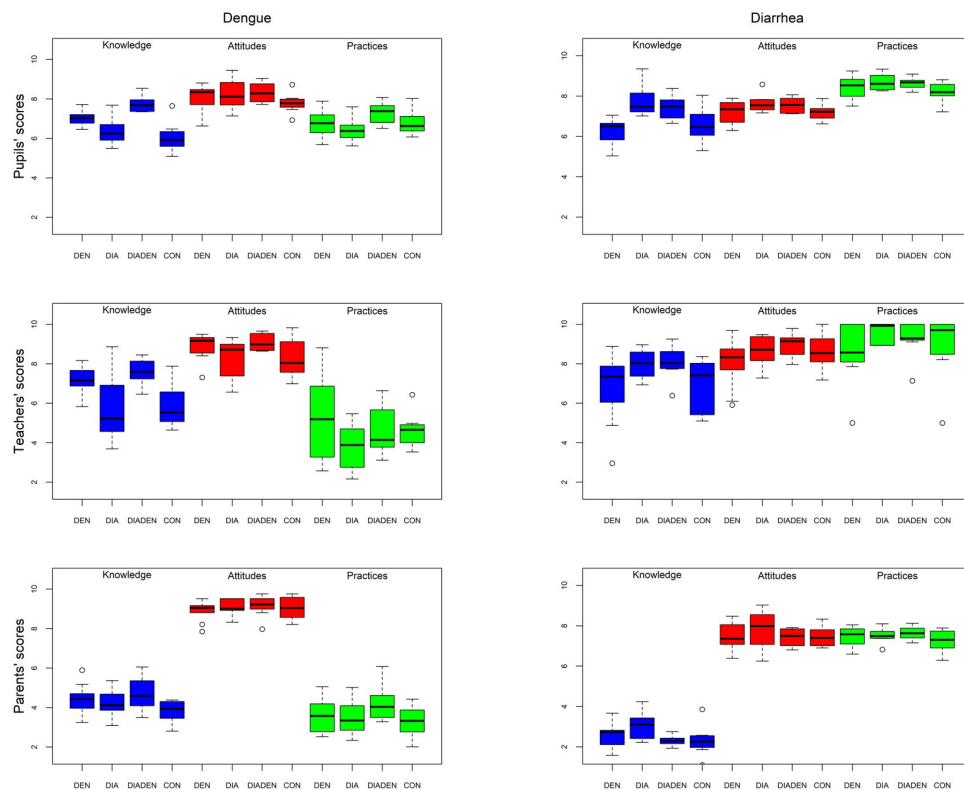 Dengue
Diarrhea
Knowledge Attitudes Practices
Pupils' scores
10
8
6
4
2
DEN DIA DIADEN CON DEN DIA DIADEN CON DEN DIA DIADEN CON
Knowledge Attitudes Practices
10
8
6
4
2
DEN DIA DIADEN CON DEN DIA DIADEN CON DEN DIA DIADEN CON
Knowledge Attitudes Practices
Teachers' scores
10
8
6
4
2
DEN DIA DIADEN CON DEN DIA DIADEN CON DEN DIA DIADEN CON
Knowledge Attitudes Practices
10
8
6
4
2
DEN DIA DIADEN CON DEN DIA DIADEN CON DEN DIA DIADEN CON
Knowledge Attitudes Practices
Parents' scores
10
8
6
4
2
DEN DIA DIADEN CON DEN DIA DIADEN CON DEN DIA DIADEN CON
Knowledge Attitudes Practices
10
8
6
4
2
DEN DIA DIADEN CON DEN DIA DIADEN CON DEN DIA DIADEN CON